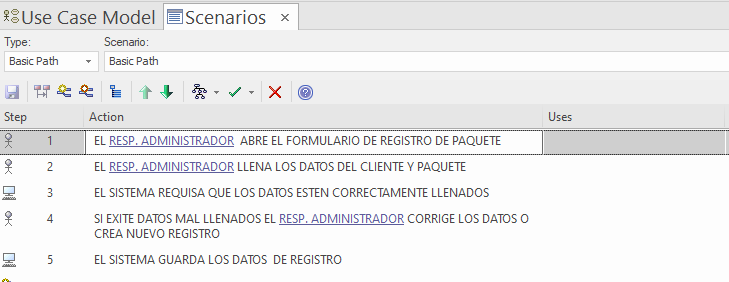 Use Case Model Scenarios ×
Type: Scenario:
Basic Path Basic Path
Step Action Uses
1 EL RESP. ADMINISTRADOR ABRE EL FORMULARIO DE REGISTRO DE PAQUETE
2 EL RESP. ADMINISTRADOR LLENA LOS DATOS DEL CLIENTE Y PAQUETE
3 EL SISTEMA REQUISA QUE LOS DATOS ESTEN CORRECTAMENTE LLENADOS
4 SI EXITE DATOS MAL LLENADOS EL RESP. ADMINISTRADOR CORRIGE LOS DATOS O
CREA NUEVO REGISTRO
5 EL SISTEMA GUARDA LOS DATOS DE REGISTRO